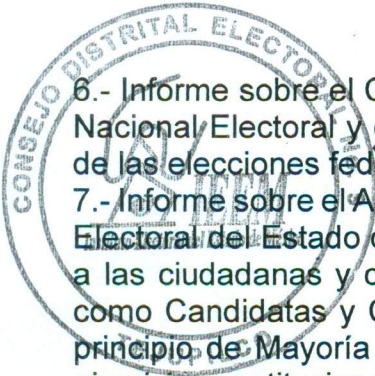 CONSEJO DISTRITAL ELECTORAL
6.- Informe sobre el
Nacional Electoral y
de las elecciones fed
7.- Informe sobre el A
Electoral del Estado
a las ciudadanas y c
como Candidatas y
principio de Mayoría
IEEM